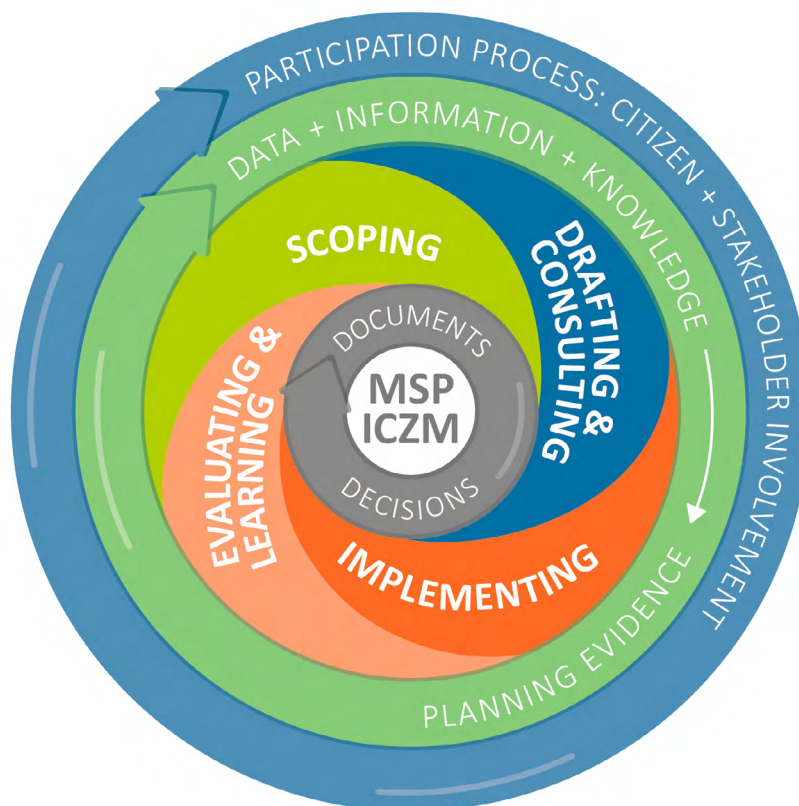 PARTICIPATION PROCESS: CITIZEN + STAKEHOLDER INVOLVEMENT
DATA + INFORMATION + KNOWLEDGE
PLANNING EVIDENCE
SCOPING
DRAFTING &
CONSULTING
IMPLEMENTING
EVALUATING &
LEARNING
DOCUMENTS
DECISIONS
MSP
ICZM